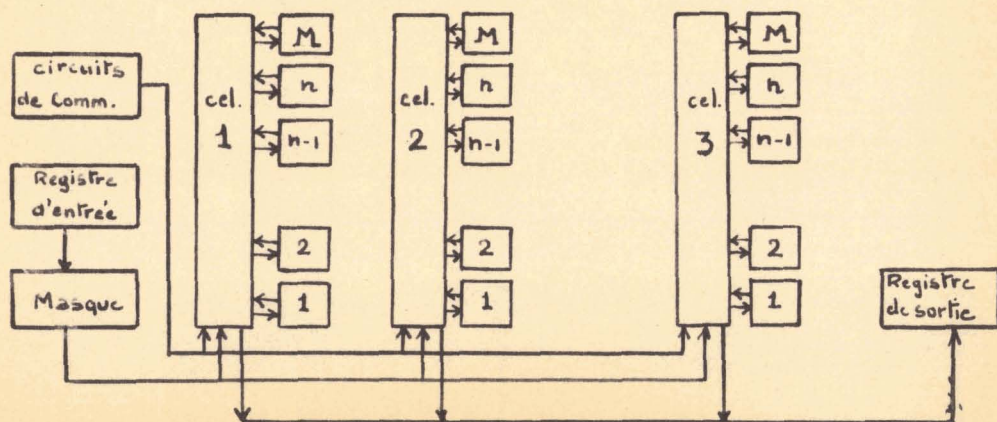 circuits
de Comm.
Registre
d'entrée
Masque
cel.
1
M
n
n-1
2
1
cel.
2
M
n
n-1
2
1
cel.
3
M
n
n-1
2
1
Registre
de sortie